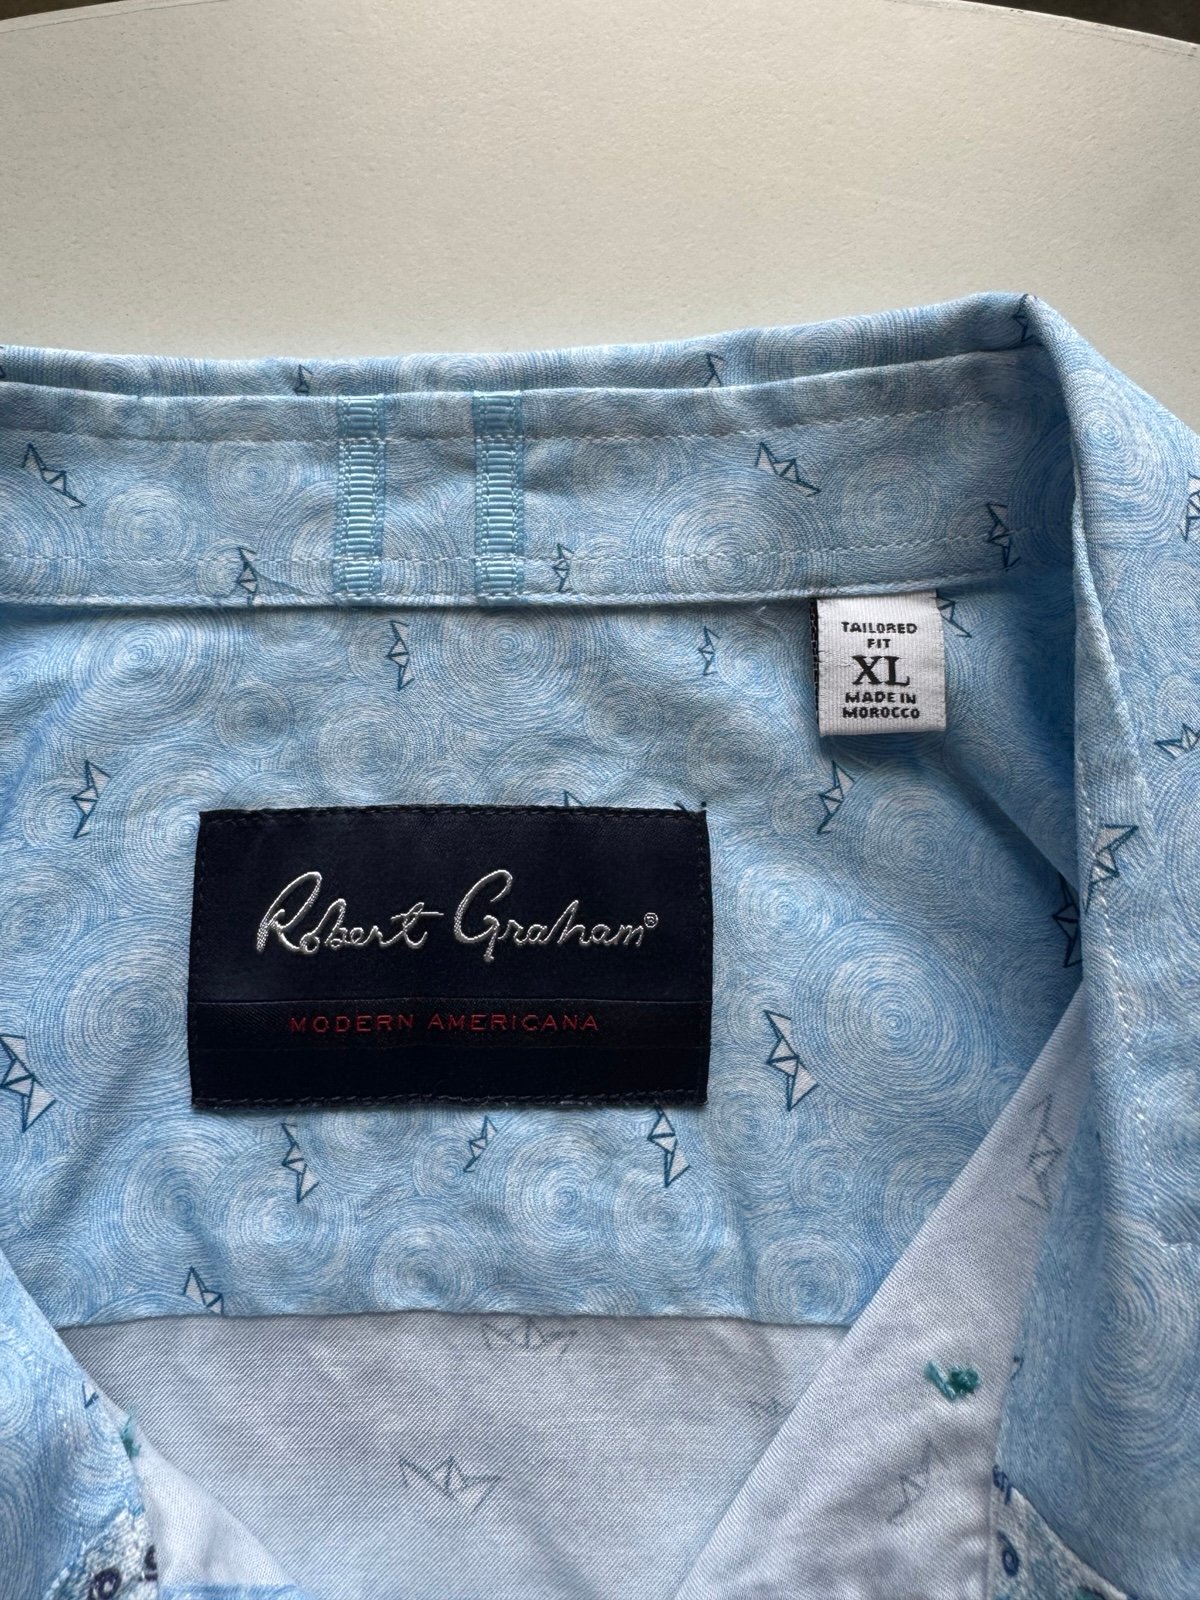 TAILORED
FIT
XL
MADE IN
MOROCCO
Robert Graham®
MODERN AMERICANA